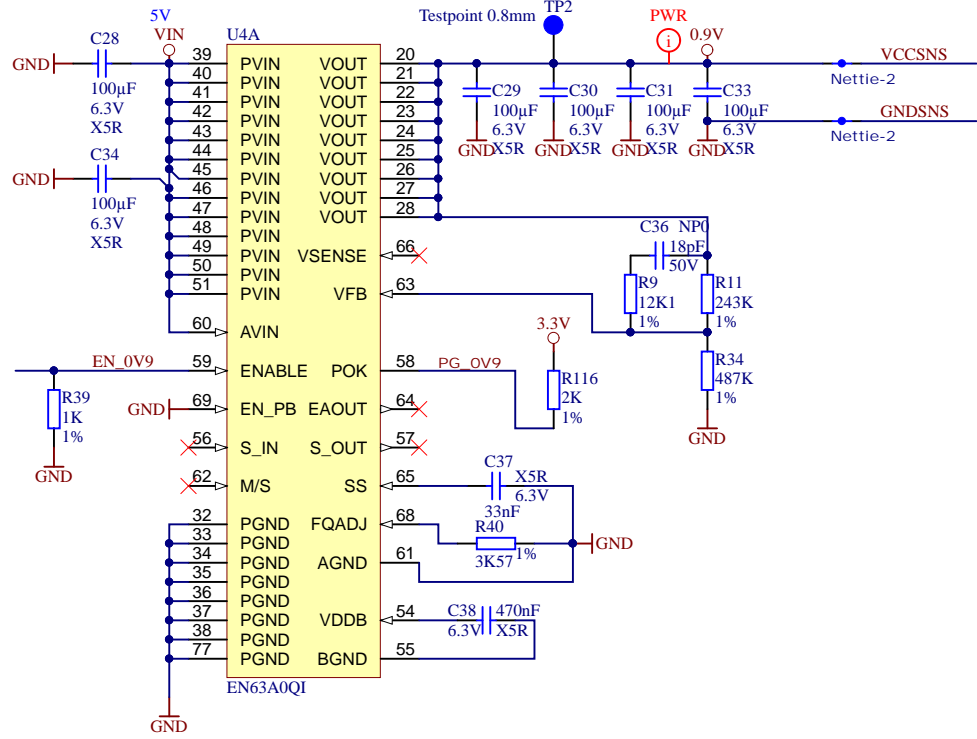 5V
VIN
U4A
Testpoint 0.8mm
TP2
PWR
0.9V
C28
GND
100µF
6.3V
X5R
C34
GND
100µF
6.3V
X5R
39 PVIN VOUT 20
40 PVIN VOUT 21
41 PVIN VOUT 22
42 PVIN VOUT 23
43 PVIN VOUT 24
44 PVIN VOUT 25
45 PVIN VOUT 26
46 PVIN VOUT 27
47 PVIN VOUT 28
48 PVIN
49 PVIN VSENSE 66
50 PVIN
51 PVIN VFB 63
60 AVIN
59 ENABLE POK 58
69 EN_PB EAOUT 64
56 S_IN S_OUT 57
62 M/S SS 65
32 PGND FQADJ 68
33 PGND
34 PGND AGND 61
35 PGND
36 PGND
37 PGND VDDB 54
38 PGND
77 PGND BGND 55
EN63A0QI
EN_0V9
R39
1K
1%
GND
GND
GND
C29
100µF
6.3V
X5R
GND
C30
100µF
6.3V
X5R
GND
C31
100µF
6.3V
X5R
GND
C33
100µF
6.3V
X5R
GND
VCCSNS
Nettie-2
GNDSNS
Nettie-2
C36 NP0
18pF
50V
R9
12K1
1%
R11
243K
1%
R34
487K
1%
GND
3.3V
PG_0V9
R116
2K
1%
C37
X5R
6.3V
33nF
R40
3K57
1%
GND
C38
470nF
6.3V
X5R